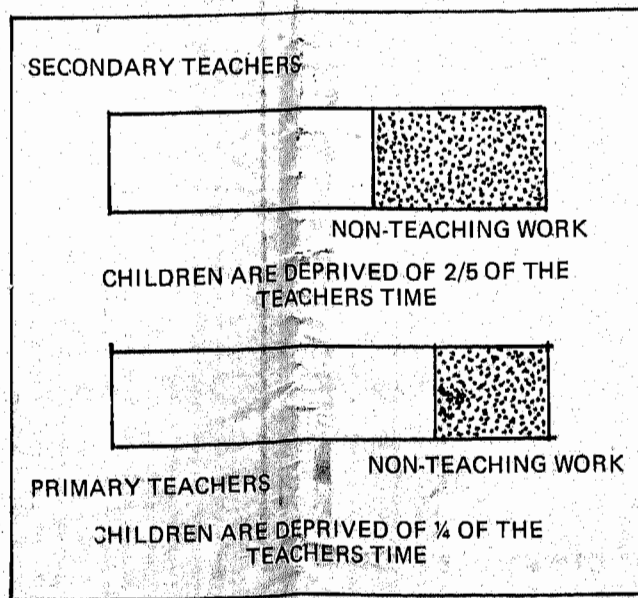 SECONDARY TEACHERS
NON-TEACHING WORK
CHILDREN ARE DEPRIVED OF 2/5 OF THE
TEACHERS TIME
NON-TEACHING WORK
PRIMARY TEACHERS
CHILDREN ARE DEPRIVED OF ¼ OF THE
TEACHERS TIME